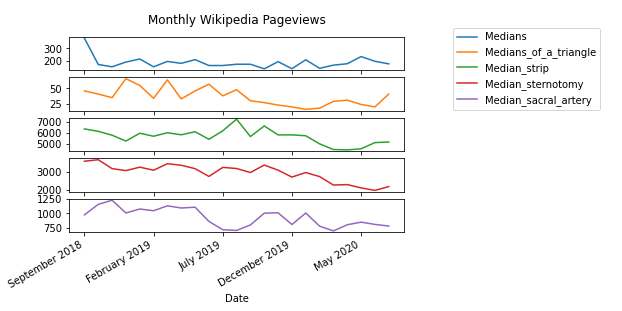 Monthly Wikipedia Pageviews
Medians
Medians_of_a_triangle
Median_strip
Median_sternotomy
Median_sacral_artery
300
200
50
25
7000
6000
5000
3000
2000
1250
1000
750
September 2018
February 2019
July 2019
December 2019
May 2020
Date